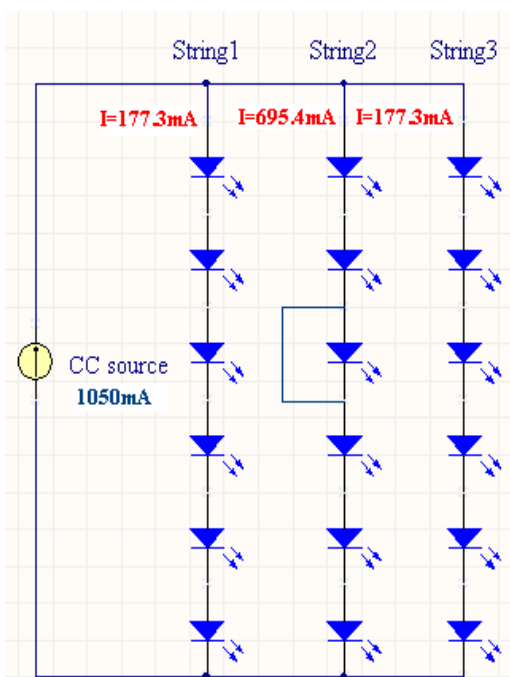 String1 String2 String3
I=177.3mA I=695.4mA I=177.3mA
CC source
1050mA